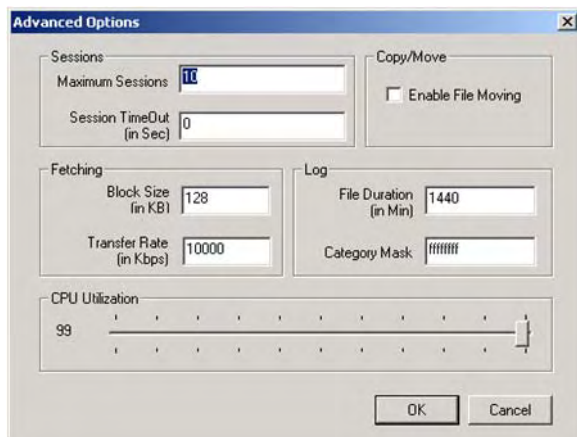 Advanced Options
Sessions
Maximum Sessions 10
Session TimeOut
(in Sec) 0
Copy/Move
Enable File Moving
Fetching
Block Size
(in KB) 128
Transfer Rate
(in Kbps) 10000
Log
File Duration
(in Min) 1440
Category Mask ffffffff
CPU Utilization
99
OK Cancel